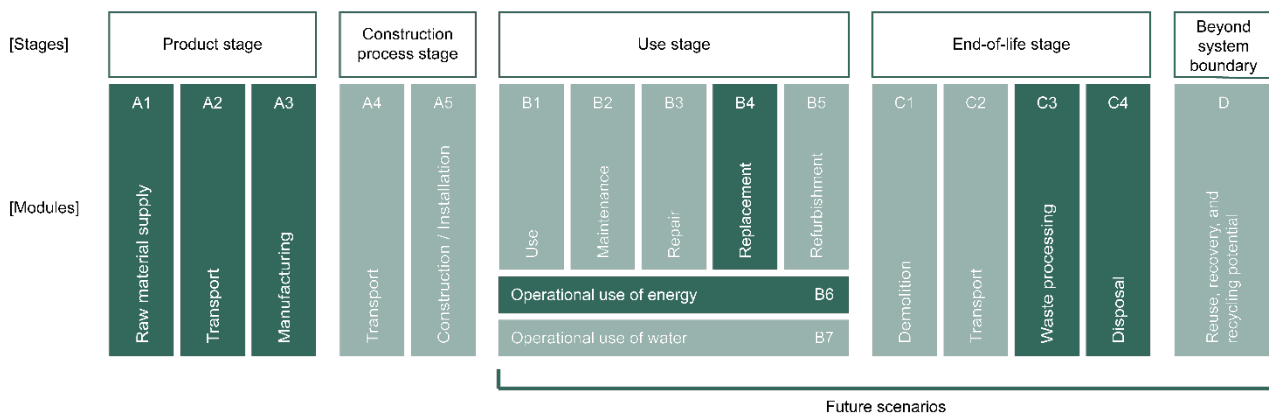 [Stages]
Product stage
Construction
process stage
Use stage
End-of-life stage
Beyond
system
boundary
[Modules]
A1
Raw material supply
A2
Transport
A3
Manufacturing
A4
Transport
A5
Construction / Installation
B1
Use
B2
Maintenance
B3
Repair
B4
Replacement
B5
Refurbishment
Operational use of energy B6
Operational use of water B7
C1
Demolition
C2
Transport
C3
Waste processing
C4
Disposal
D
Reuse, recovery, and
recycling potential
Future scenarios